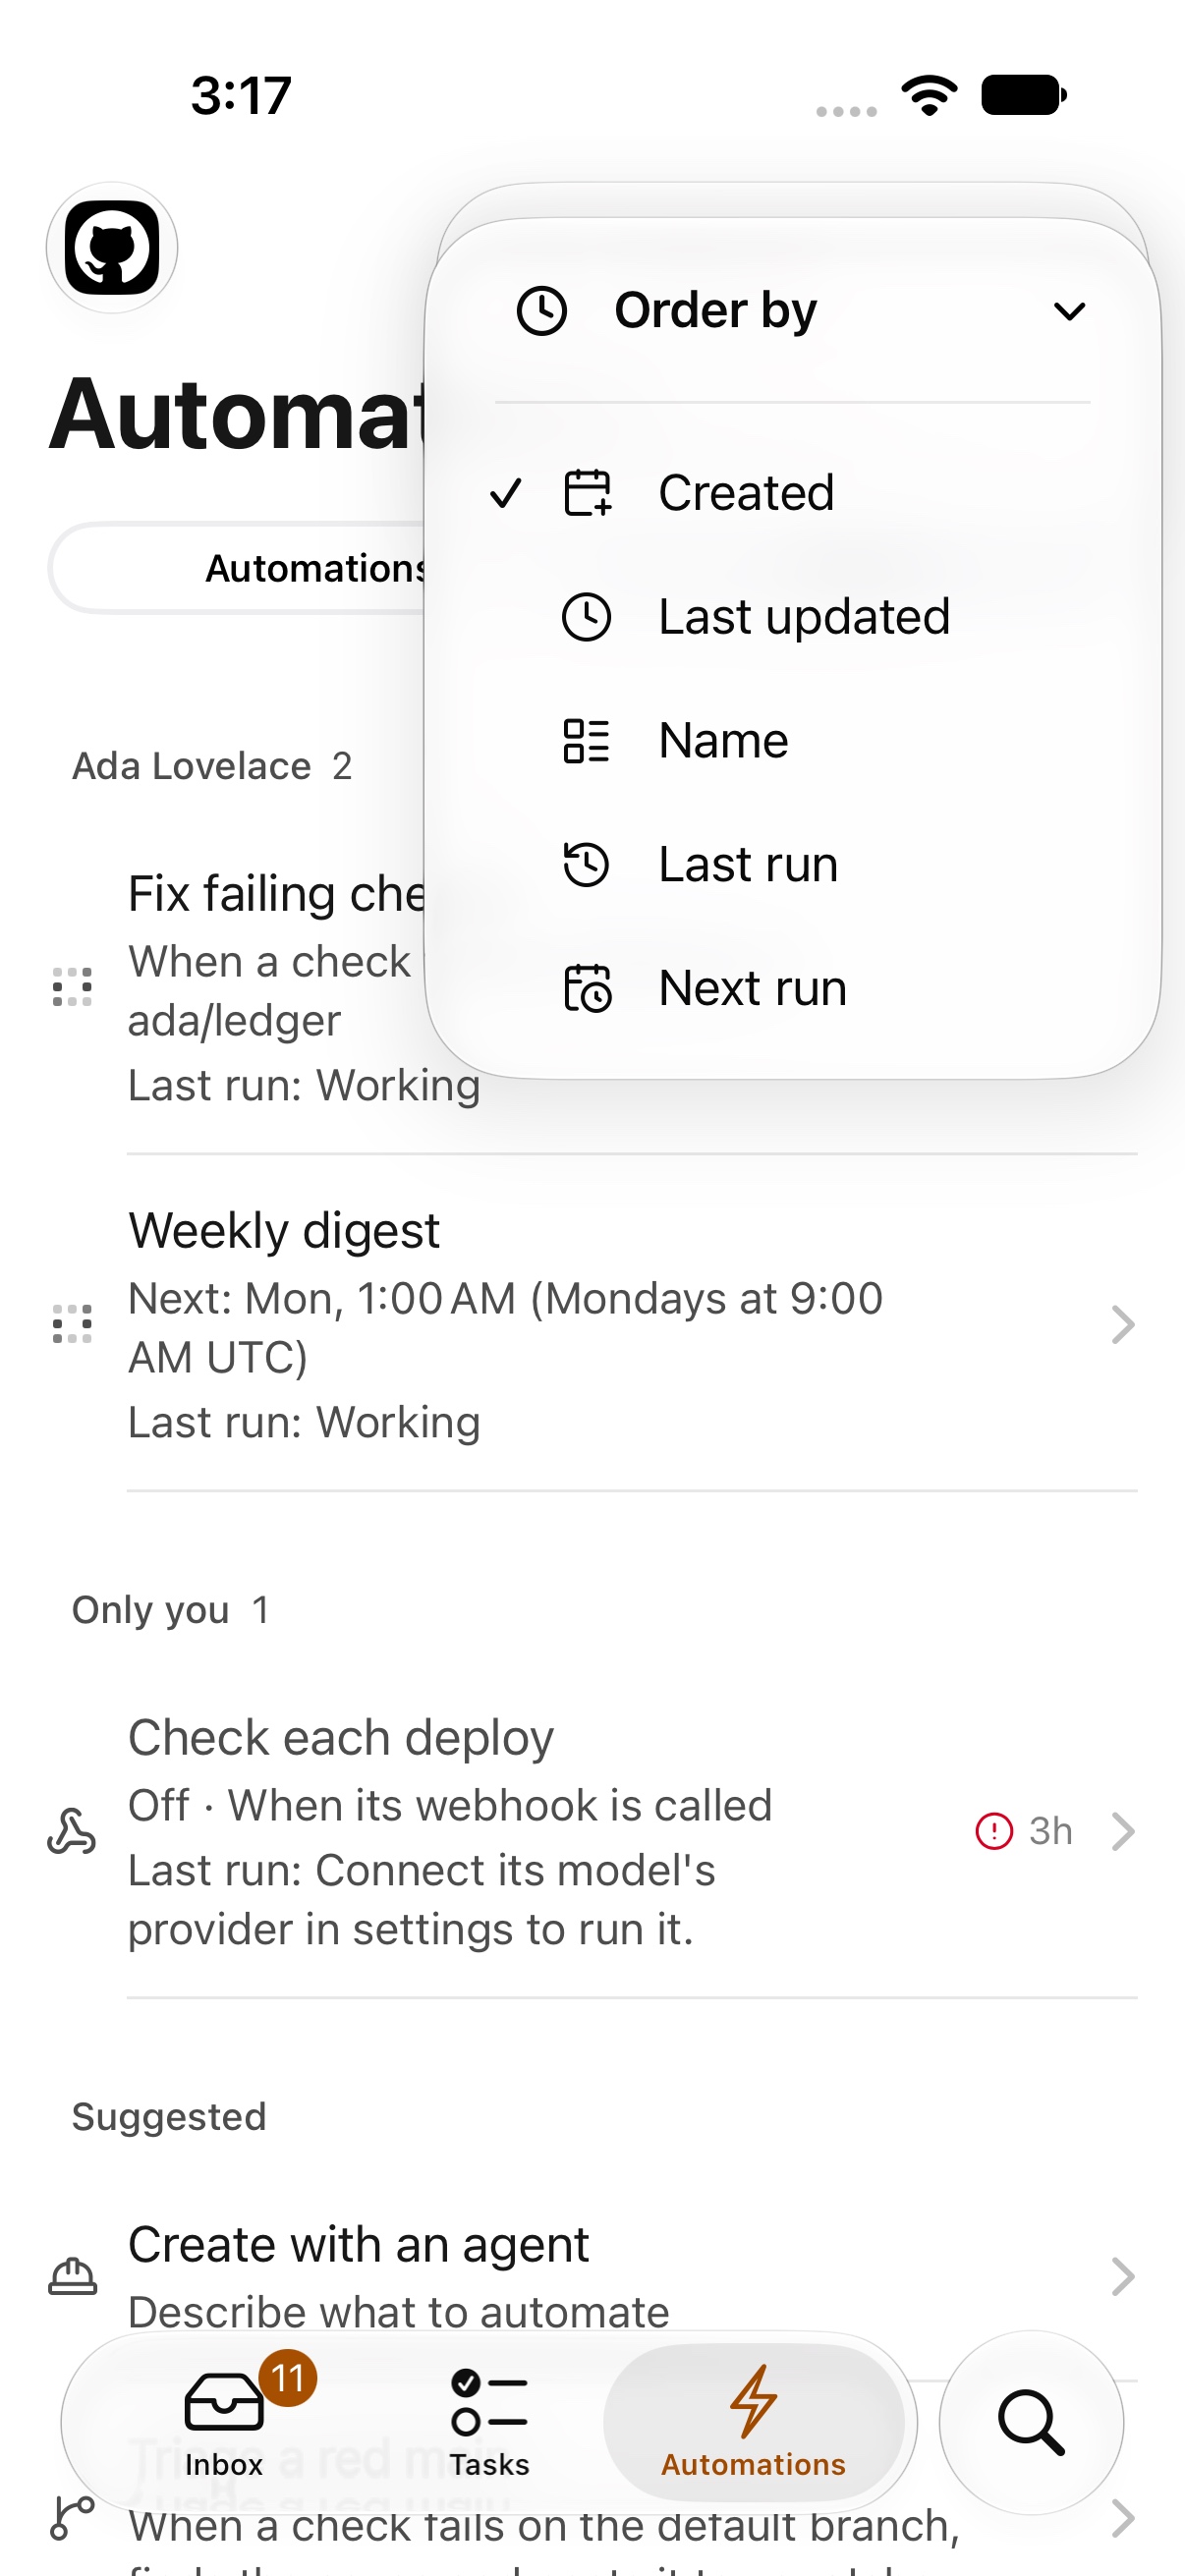 3:17
Order by
Automat
Created
Automations
Last updated
Name
Ada Lovelace 2
Last run
Fix failing che
When a check
ada/ledger
Next run
Last run: Working
Weekly digest
Next: Mon, 1:00 AM (Mondays at 9:00
AM UTC)
Last run: Working
Only you 1
Check each deploy
Off · When its webhook is called
3h
Last run: Connect its model's
provider in settings to run it.
Suggested
Create with an agent
Describe what to automate
11
Inbox
Tasks
Automations
Triage a red main
When a check fails on the default branch,